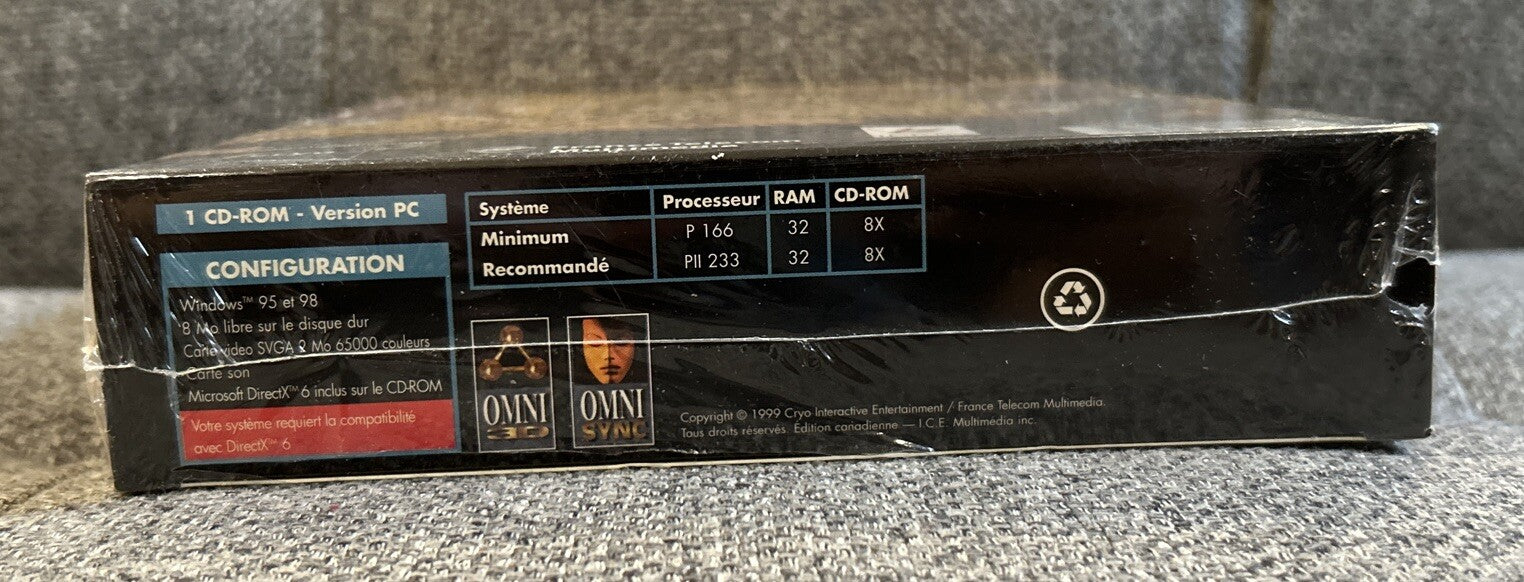 1 CD-ROM - Version PC
CONFIGURATION
Windows™ 95 et 98
8 Mo libre sur le disque dur
Carte video SVGA 2 Mo 65000 couleurs
Carte son
Microsoft DirectX™ 6 inclus sur le CD-ROM
Votre système requiert la compatibilité
avec DirectX™ 6
Système Processeur RAM CD-ROM
Minimum P 166 32 8X
Recommandé PII 233 32 8X
OMNI
3D
OMNI
SYNC
Copyright © 1999 Cryo Interactive Entertainment / France Telecom Multimedia.
Tous droits réservés. Edition canadienne — I.C.E. Multimedia inc.